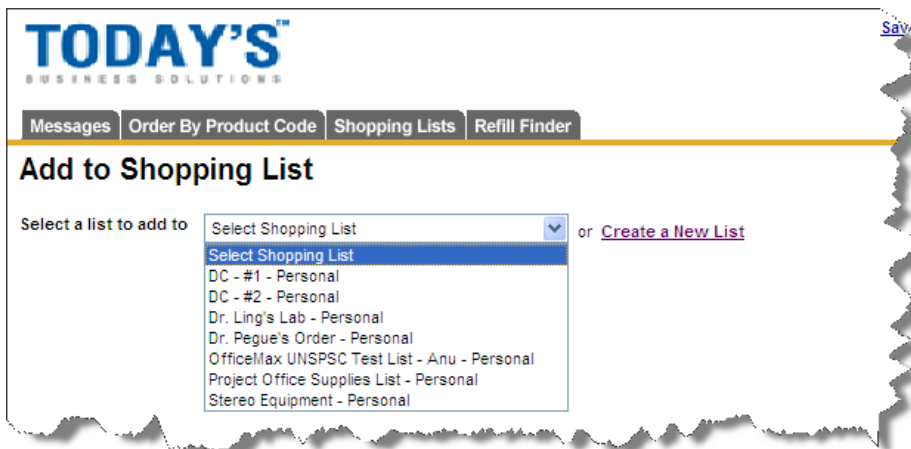 TODAY'S™
BUSINESS SOLUTIONS
Messages Order By Product Code Shopping Lists Refill Finder
Add to Shopping List
Select a list to add to Select Shopping List or Create a New List
Select Shopping List
DC - #1 - Personal
DC - #2 - Personal
Dr. Ling's Lab - Personal
Dr. Pegue's Order - Personal
OfficeMax UNSPSC Test List - Anu - Personal
Project Office Supplies List - Personal
Stereo Equipment - Personal